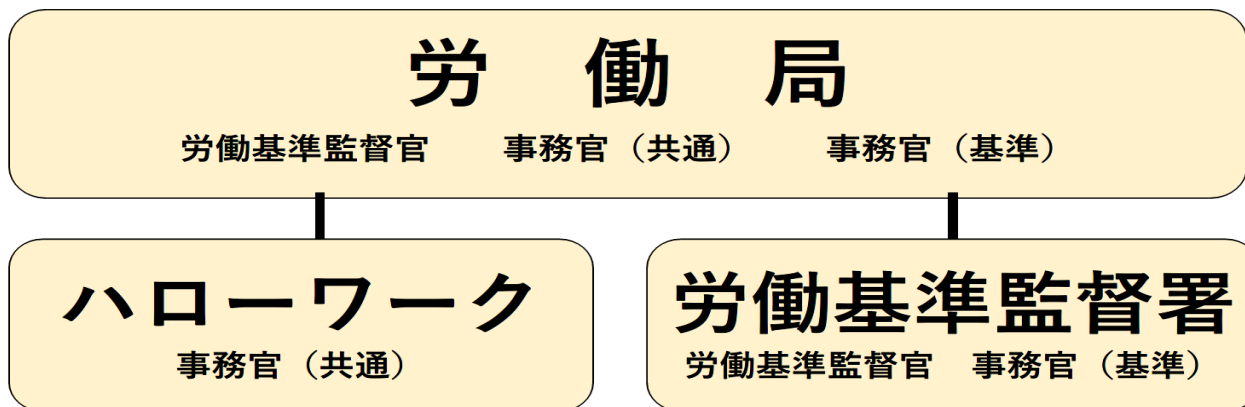 労　働　局
労働基準監督官　　事務官（共通）　　　事務官（基準）
ハローワーク
事務官（共通）
労働基準監督署
労働基準監督官　事務官（基準）